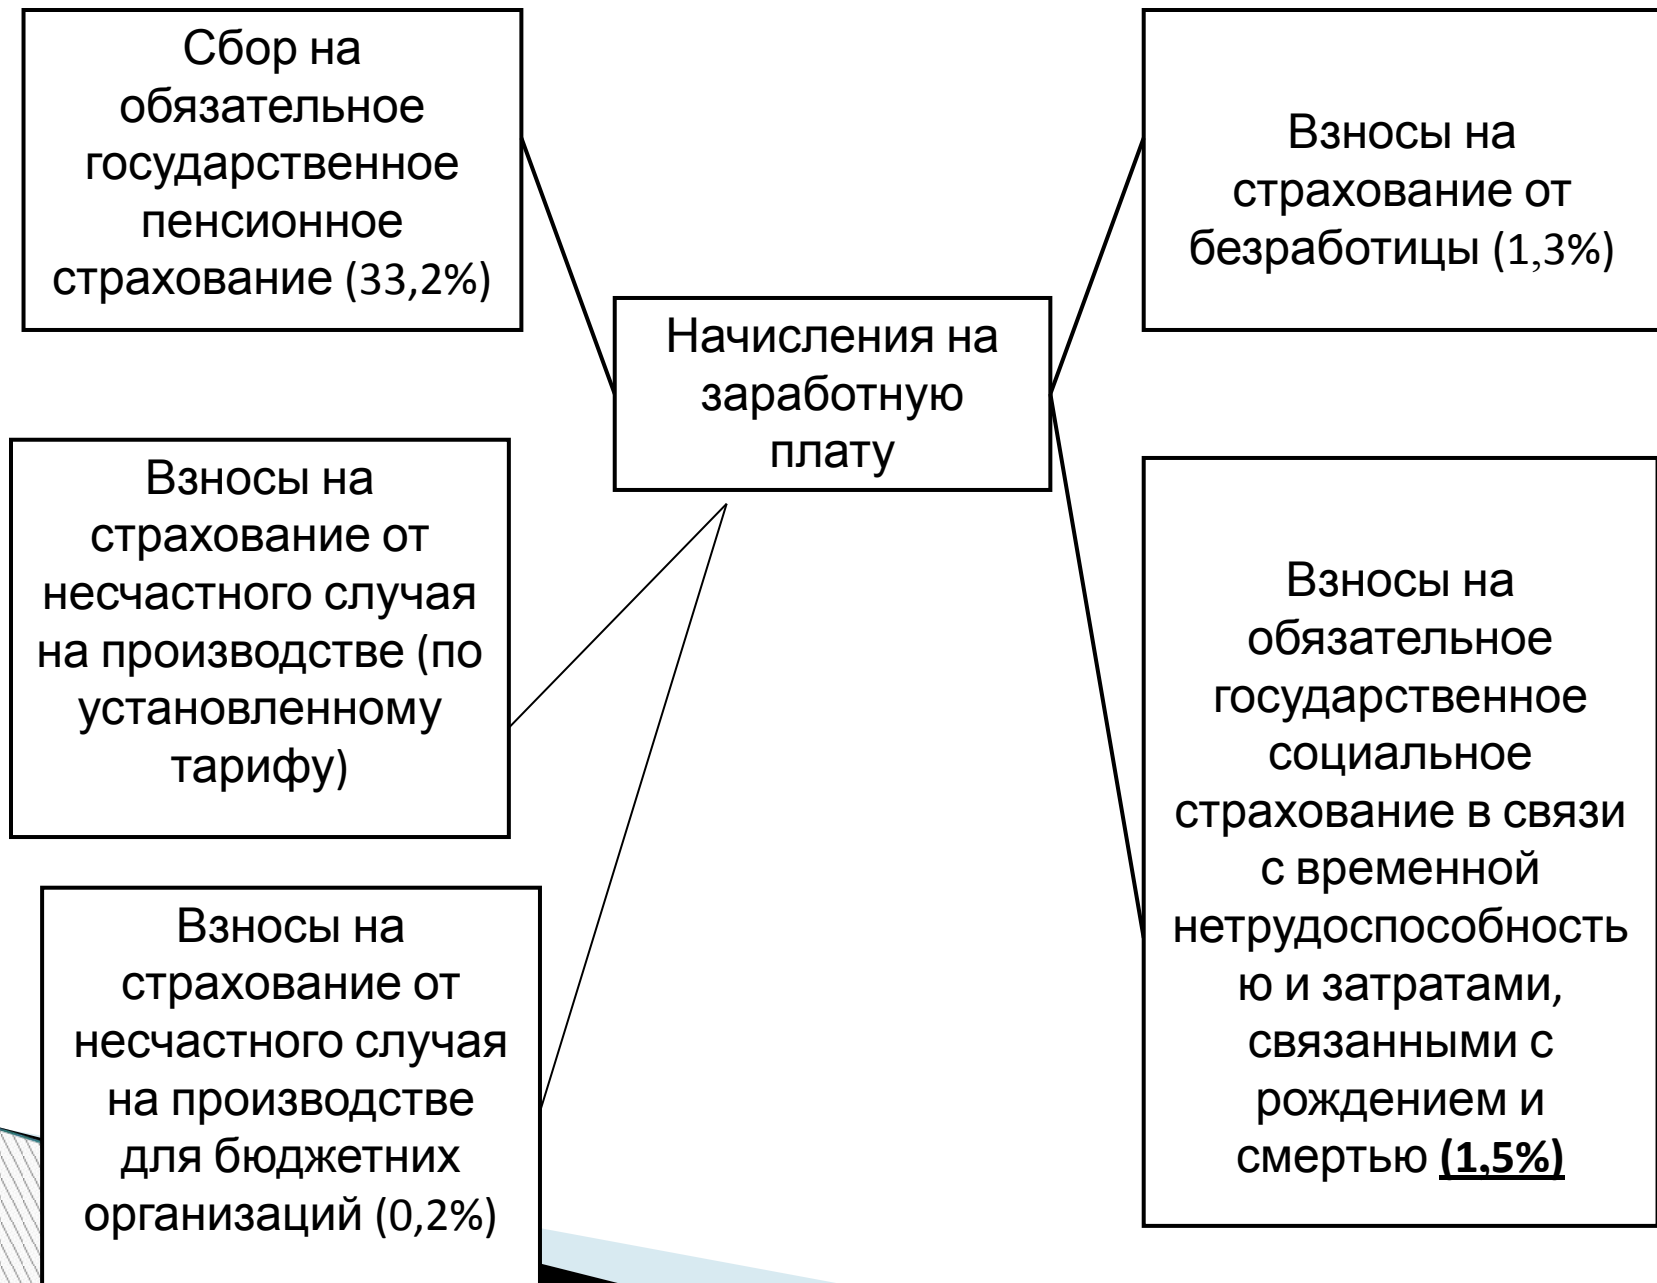 Сбор на
обязательное
государственное
пенсионное
страхование (33,2%)
Взносы на
страхование от
безработицы (1,3%)
Начисления на
заработную
плату
Взносы на
страхование от
несчастного случая
на производстве (по
установленному
тарифу)
Взносы на
обязательное
государственное
социальное
страхование в связи
с временной
нетрудоспособность
ю и затратами,
связанными с
рождением и
смертью (1,5%)
Взносы на
страхование от
несчастного случая
на производстве
для бюджетних
организаций (0,2%)